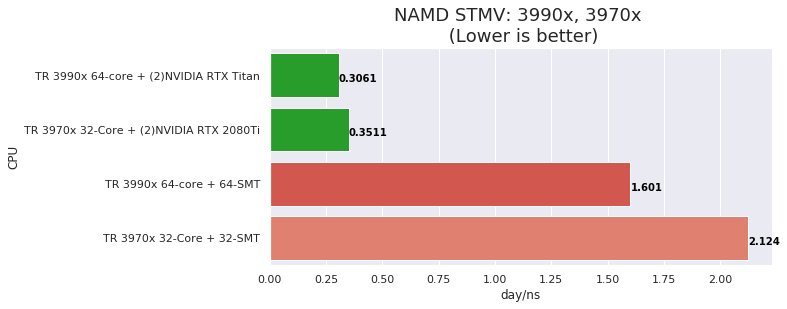 NAMD STMV: 3990x, 3970x
(Lower is better)
TR 3990x 64-core + (2)NVIDIA RTX Titan
0.3061
TR 3970x 32-Core + (2)NVIDIA RTX 2080Ti
0.3511
CPU
TR 3990x 64-core + 64-SMT
1.601
TR 3970x 32-Core + 32-SMT
2.124
0.00 0.25 0.50 0.75 1.00 1.25 1.50 1.75 2.00
day/ns